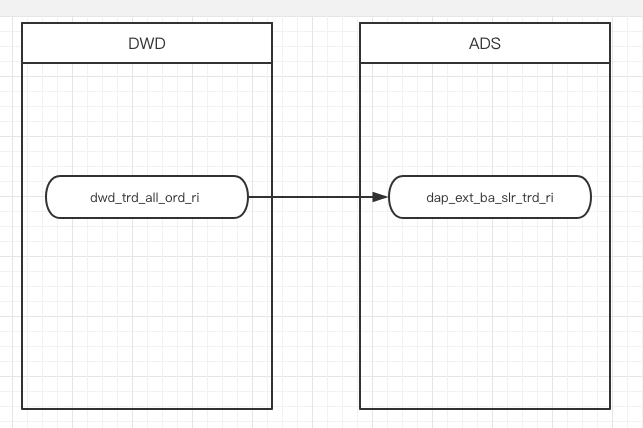 DWD
ADS
dwd_trd_all_ord_ri
dap_ext_ba_slr_trd_ri